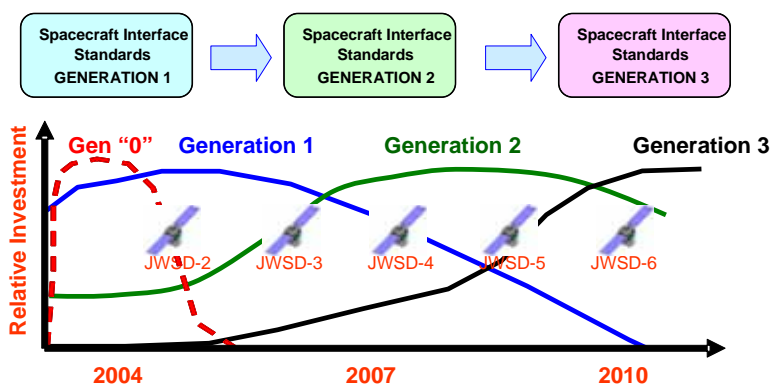 Spacecraft Interface
Standards
GENERATION 1
Spacecraft Interface
Standards
GENERATION 2
Spacecraft Interface
Standards
GENERATION 3
Relative Investment
Gen “0”
Generation 1
Generation 2
Generation 3
JWSD-2
JWSD-3
JWSD-4
JWSD-5
JWSD-6
2004
2007
2010